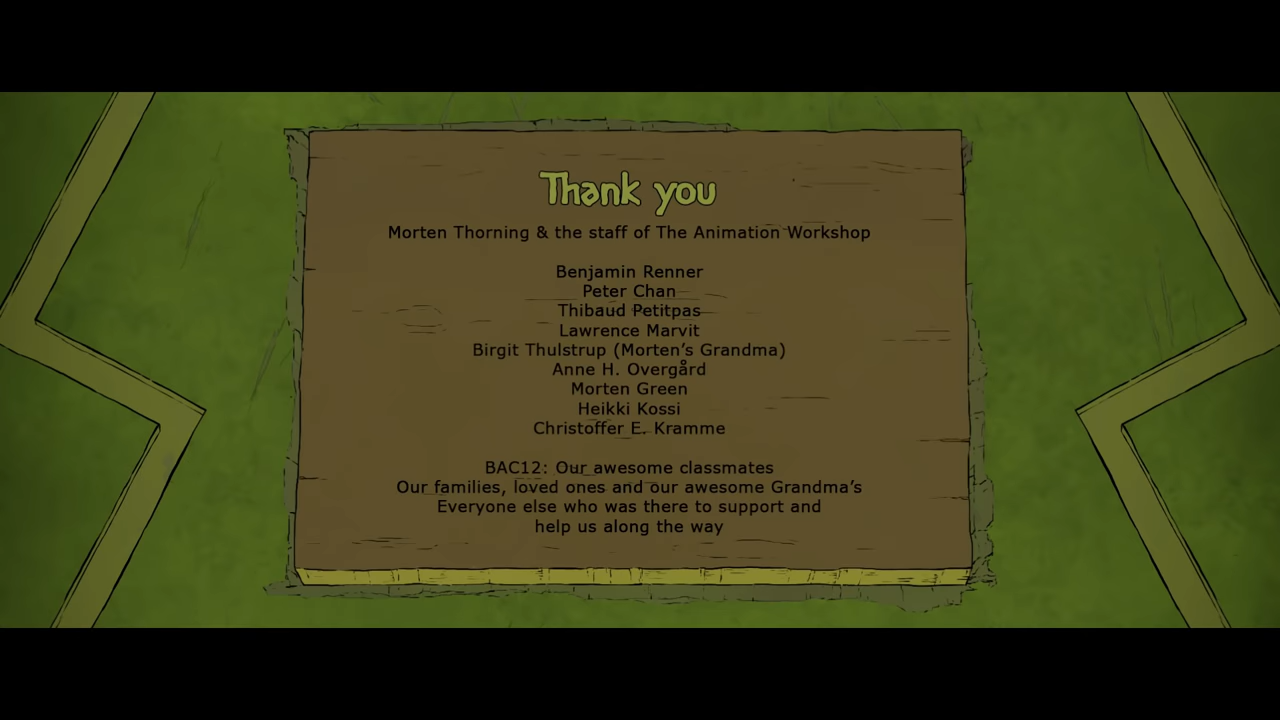 Thank you
Morten Thorning & the staff of The Animation Workshop
Benjamin Renner
Peter Chan
Thibaud Petitpas
Lawrence Marvit
Birgit Thulstrup (Morten’s Grandma)
Anne H. Overgård
Morten Green
Heikki Kossi
Christoffer E. Kramme
BAC12: Our awesome classmates
Our families, loved ones and our awesome Grandma’s
Everyone else who was there to support and
help us along the way